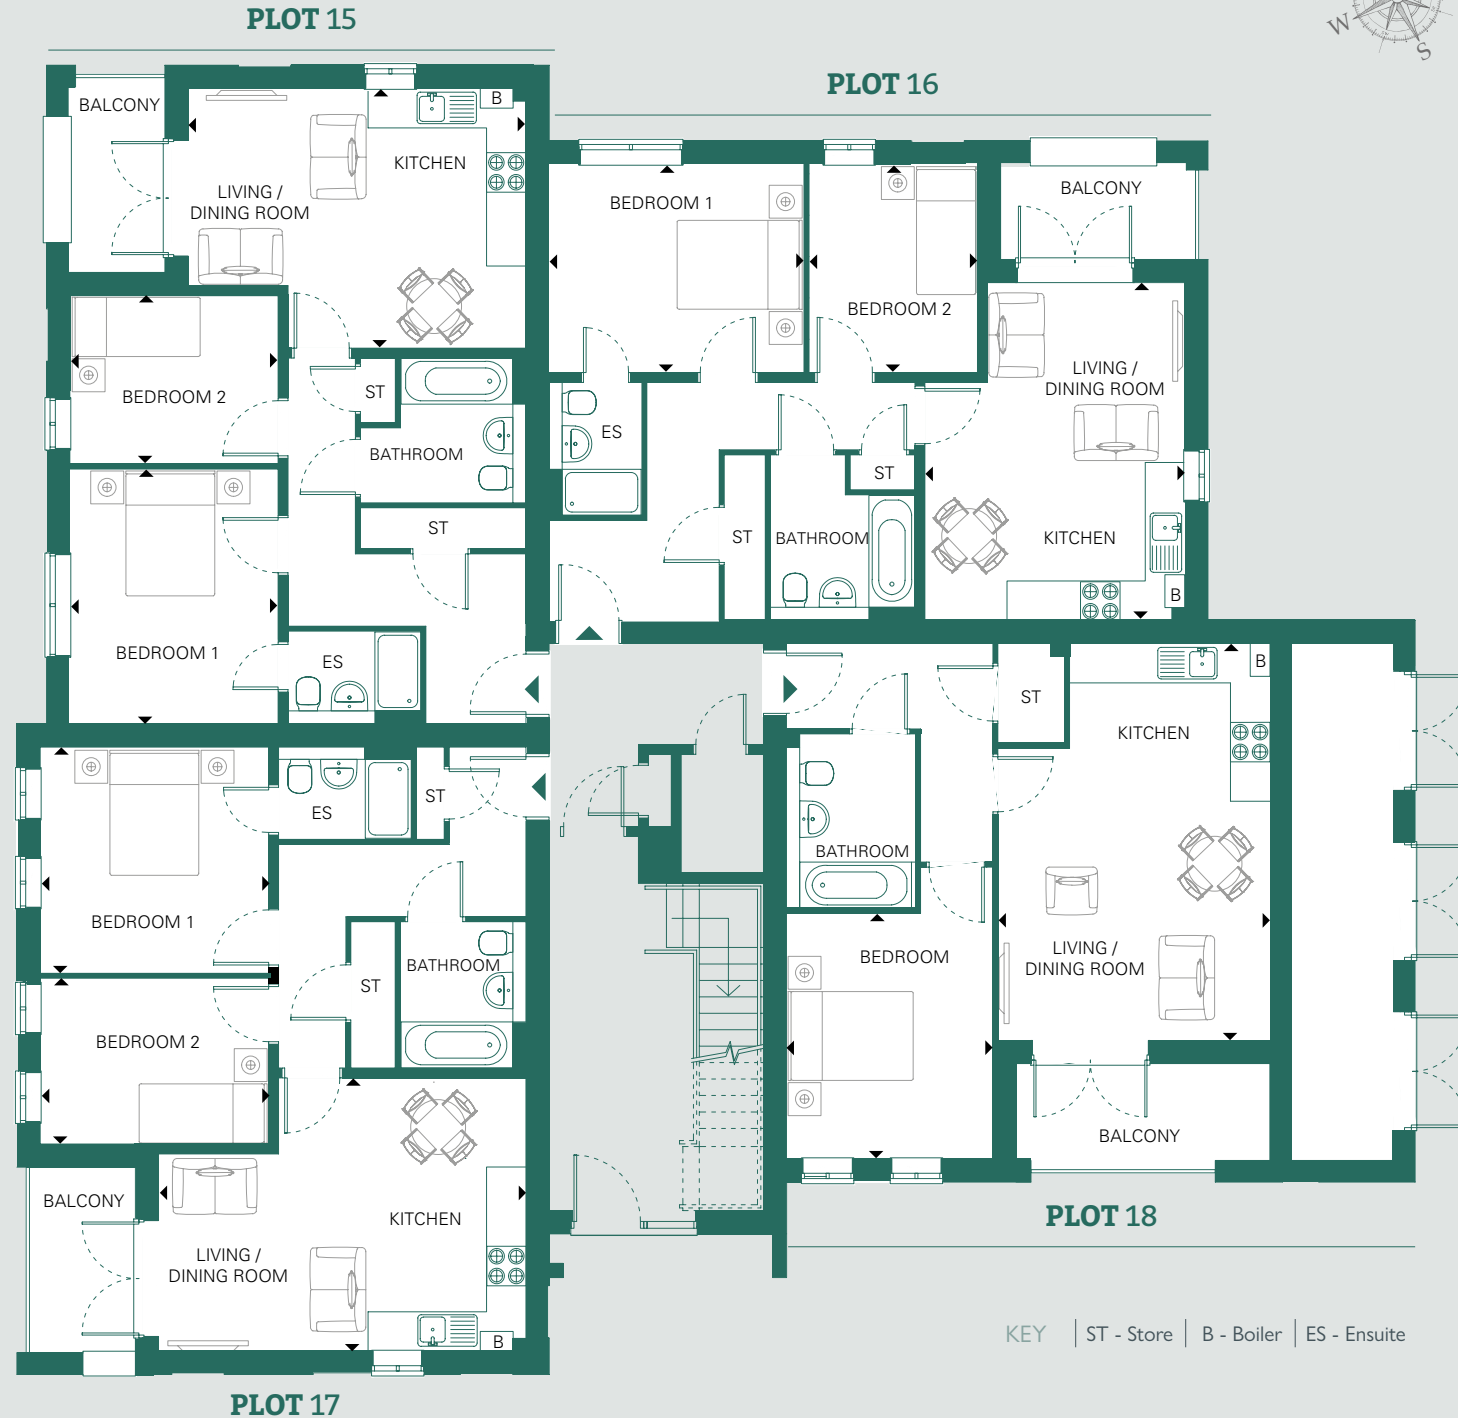 PLOT 15
W
S
PLOT 16
BALCONY
B
KITCHEN
LIVING /
DINING ROOM
BEDROOM 2
ST
BATHROOM
ST
BEDROOM 1
ES
BEDROOM 1
BEDROOM 2
BALCONY
ES
LIVING /
DINING ROOM
ST
ST
BATHROOM
KITCHEN
B
BEDROOM 1
ES
ST
BEDROOM 2
ST
BATHROOM
BALCONY
LIVING /
DINING ROOM
KITCHEN
B
ST
B
KITCHEN
BATHROOM
BEDROOM
LIVING /
DINING ROOM
BALCONY
PLOT 18
KEY | ST - Store | B - Boiler | ES - Ensuite
PLOT 17